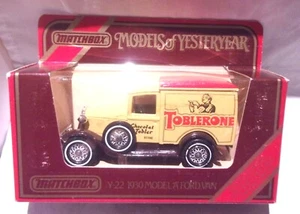 MATCHBOX
MODELS of YESTERYEAR
TOBLERONE
Chocolat
Tobler
MATCHBOX
Y-22 1930 MODEL 'A' FORD VAN